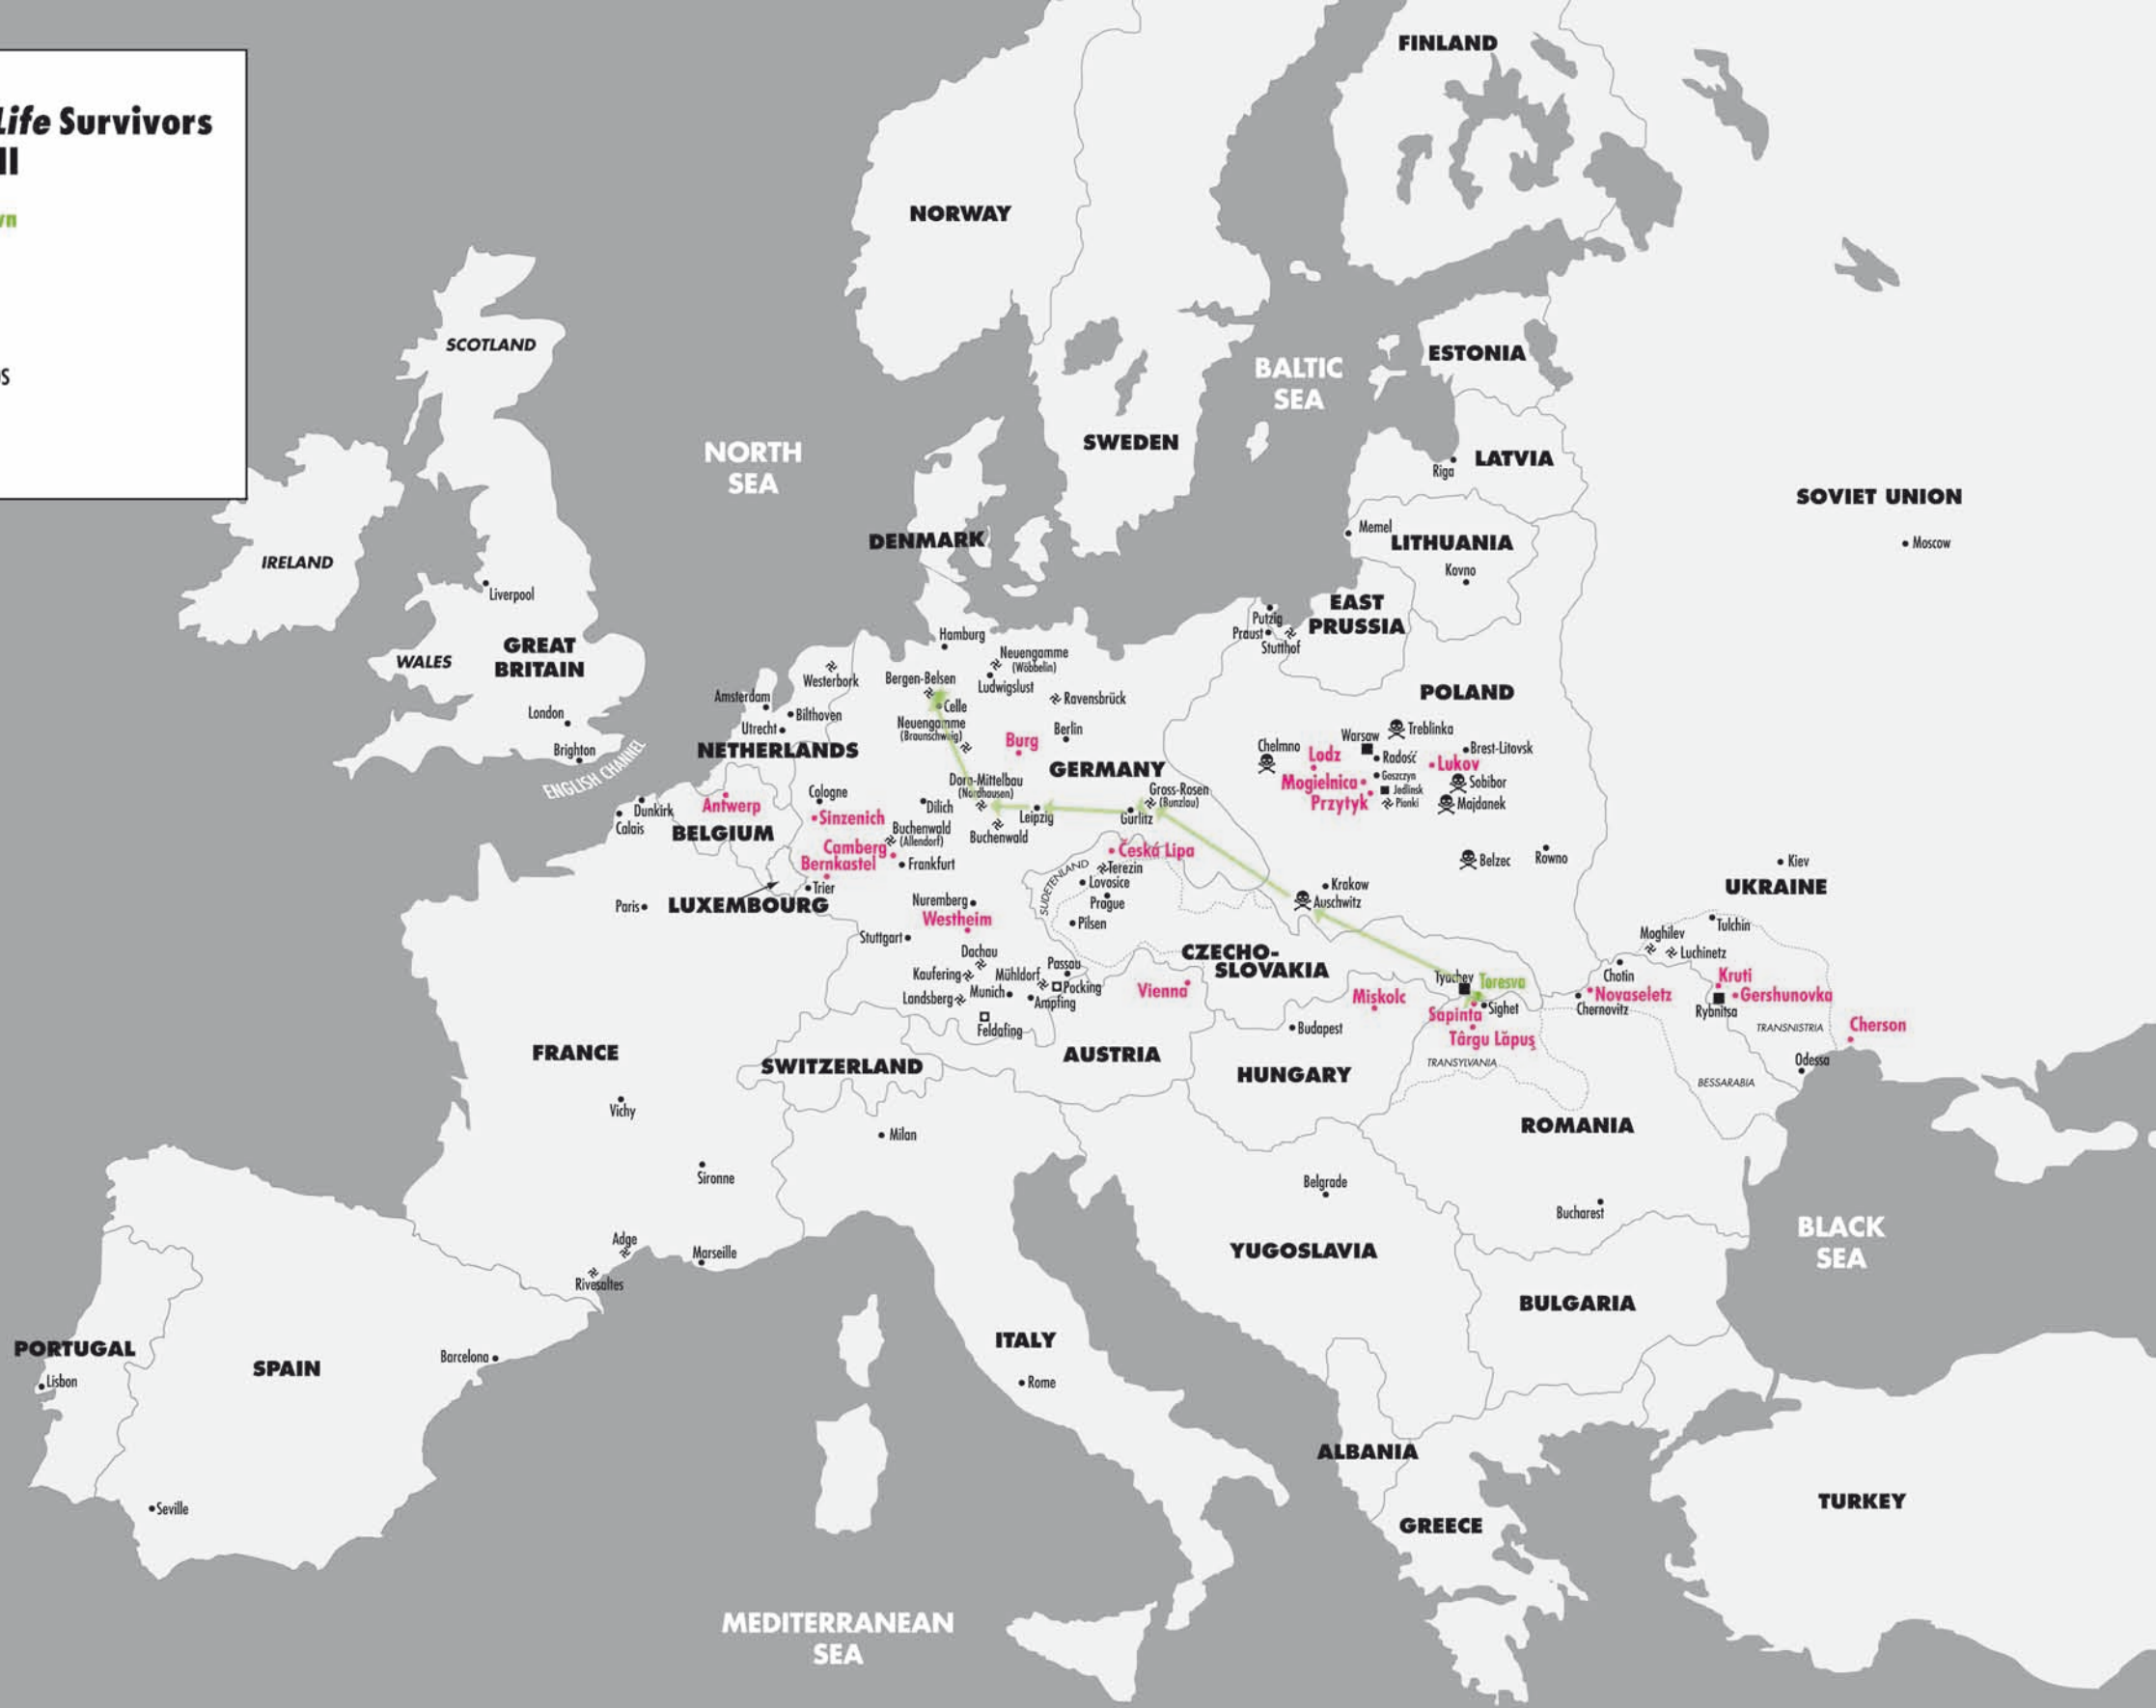 Life Survivors
II
wn
s
FINLAND
NORWAY
SCOTLAND
ESTONIA
BALTIC
SEA
SWEDEN
NORTH
SEA
LATVIA
Riga
SOVIET UNION
Moscow
Memel
LITHUANIA
Kovno
DENMARK
IRELAND
Liverpool
EAST
PRUSSIA
Putzig
Praust
Stutthof
Hamburg
GREAT
BRITAIN
WALES
Neuengamme
(Wöbbelin)
Westerbork
Bergen-Belsen
Ludwigslust
Ravensbrück
POLAND
Amsterdam
Celle
Bilthoven
Utrecht
London
Neuengamme
(Braunschweig)
Berlin
Burg
Brighton
ENGLISH CHANNEL
NETHERLANDS
Warsaw
Treblinka
Chelmno
Lodz
Radość
Brest-Litovsk
Lukov
GERMANY
Mogielnica
Goszczyn
Sobibor
Przytyk
Jedlinsk
Pionki
Majdanek
Dora-Mittelbau
(Nordhausen)
Gross-Rosen
(Bunzlau)
Cologne
Antwerp
Dunkirk
Calais
Sinzenich
Dilich
Leipzig
Gurlitz
BELGIUM
Buchenwald
(Allendorf)
Buchenwald
Camberg
Bernkastel
Frankfurt
Česká Lipa
SUDETENLAND
Terezin
Lovosice
Prague
Belzec
Rowno
Kiev
UKRAINE
Trier
Paris
LUXEMBOURG
Krakow
Auschwitz
Nuremberg
Westheim
Pilsen
Tulchin
Stuttgart
Moghilev
Luchinetz
Dachau
CZECHO-
SLOVAKIA
Kaufering
Mühldorf
Passau
Pocking
Landsberg
Munich
Ampfing
Vienna
Miskolc
Tyachev
Teresva
Chotin
Kruti
Novaseletz
Gershunovka
Chernovitz
Rybnitsa
Sapinta
Sighet
Feldafing
Budapest
Târgu Lăpuş
TRANSNISTRIA
Cherson
FRANCE
SWITZERLAND
AUSTRIA
HUNGARY
TRANSYLVANIA
Odessa
BESSARABIA
Vichy
ROMANIA
Milan
Sironne
Belgrade
Bucharest
BLACK
SEA
Adge
Marseille
Rivesaltes
YUGOSLAVIA
BULGARIA
PORTUGAL
Lisbon
SPAIN
Barcelona
ITALY
Rome
ALBANIA
Seville
GREECE
TURKEY
MEDITERRANEAN
SEA